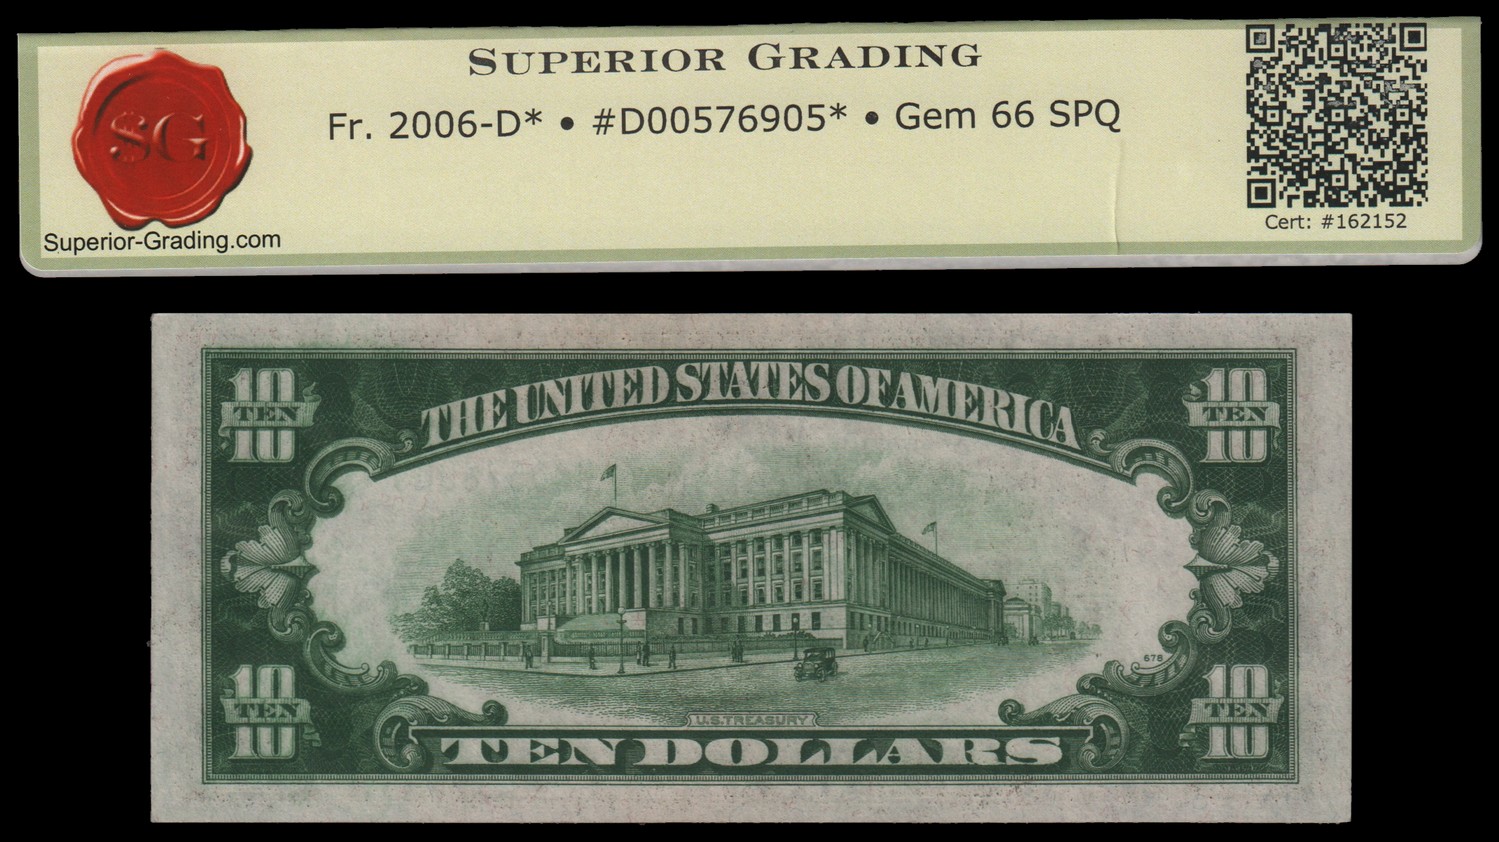 SUPERIOR GRADING
Fr. 2006-D* • #D00576905* • Gem 66 SPQ
SG
Superior-Grading.com
Cert: #162152
THE UNITED STATES OF AMERICA
10
TEN
10
10
TEN
10
10
TEN
10
10
TEN
10
678
U.S. TREASURY
TEN DOLLARS